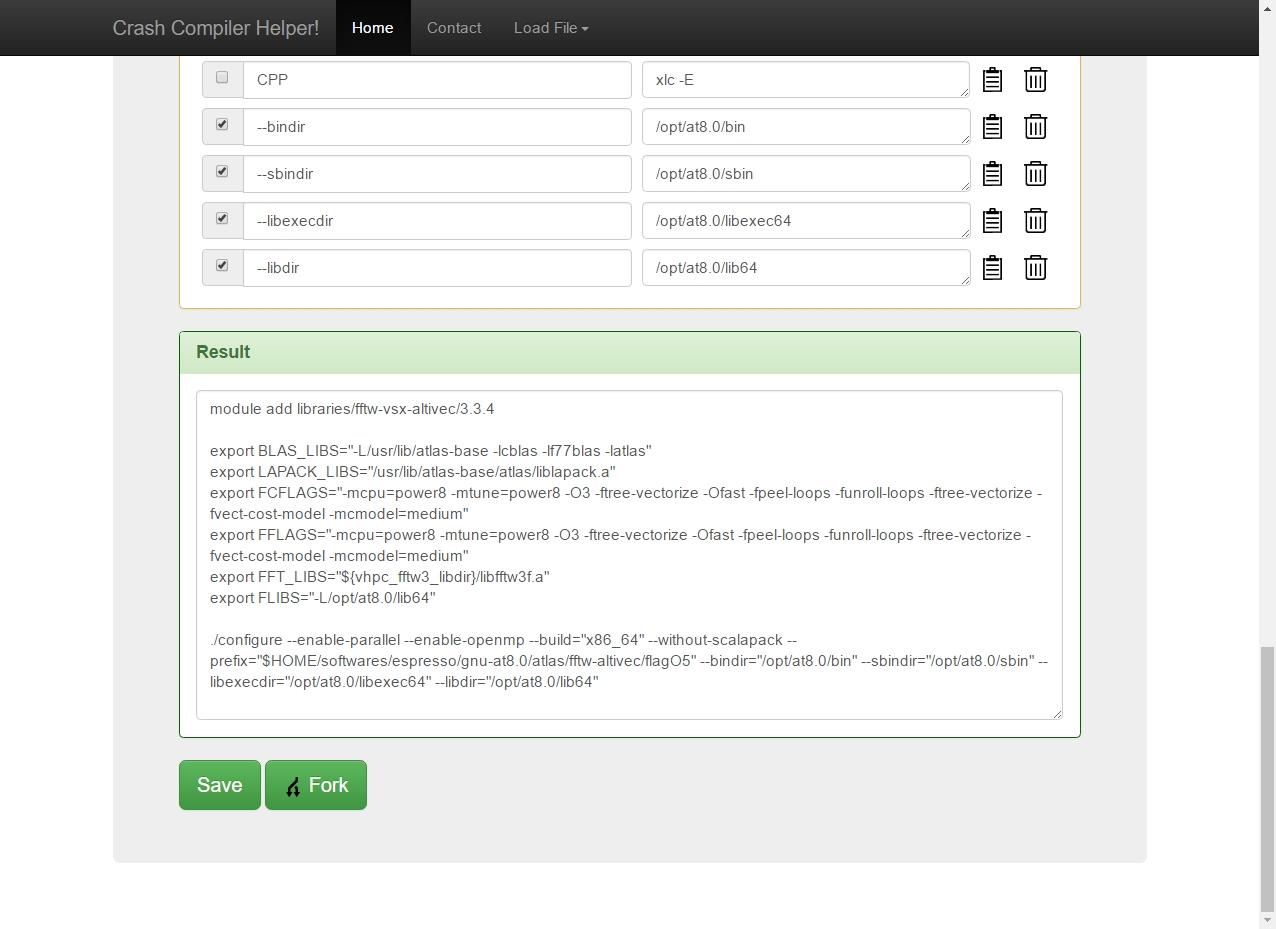 Crash Compiler Helper! Home Contact Load File
CPP xlc -E
--bindir /opt/at8.0/bin
--sbindir /opt/at8.0/sbin
--libexecdir /opt/at8.0/libexec64
--libdir /opt/at8.0/lib64
Result
module add libraries/fftw-vsx-altivec/3.3.4
export BLAS_LIBS="-L/usr/lib/atlas-base -lcblas -lf77blas -latlas"
export LAPACK_LIBS="/usr/lib/atlas-base/atlas/liblapack.a"
export FCFLAGS="-mcpu=power8 -mtune=power8 -O3 -ftree-vectorize -Ofast -fpeel-loops -funroll-loops -ftree-vectorize -
fvect-cost-model -mcmodel=medium"
export FFLAGS="-mcpu=power8 -mtune=power8 -O3 -ftree-vectorize -Ofast -fpeel-loops -funroll-loops -ftree-vectorize -
fvect-cost-model -mcmodel=medium"
export FFT_LIBS="${vhpc_fftw3_libdir}/libfftw3f.a"
export FLIBS="-L/opt/at8.0/lib64"
./configure --enable-parallel --enable-openmp --build="x86_64" --without-scalapack --
prefix="$HOME/softwares/espresso/gnu-at8.0/atlas/fftw-altivec/flagO5" --bindir="/opt/at8.0/bin" --sbindir="/opt/at8.0/sbin" --
libexecdir="/opt/at8.0/libexec64" --libdir="/opt/at8.0/lib64"
Save Fork